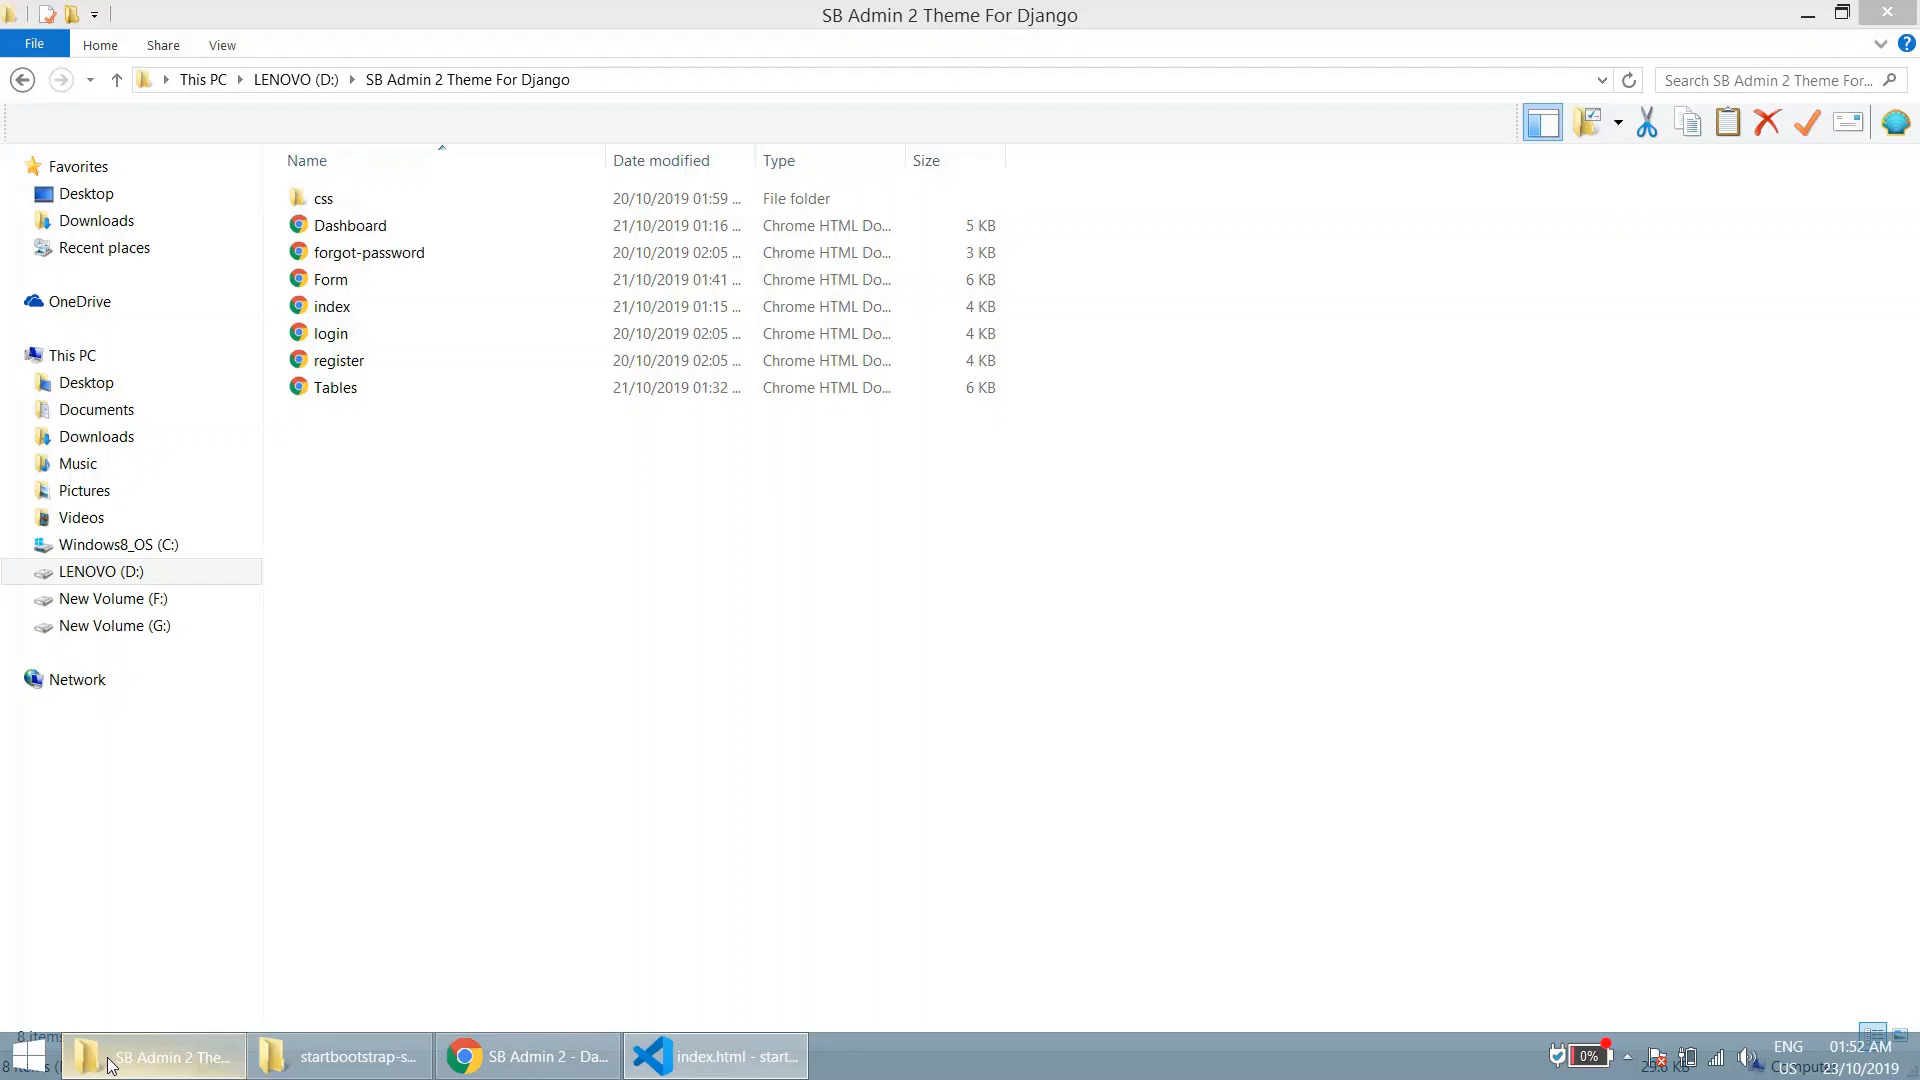 SB Admin 2 Theme For Django
File Home Share View
This PC LENOVO (D:) SB Admin 2 Theme For Django Search SB Admin 2 Theme For...
Name Date modified Type Size
Favorites
Desktop
Downloads
Recent places
OneDrive
This PC
Desktop
Documents
Downloads
Music
Pictures
Videos
Windows8_OS (C:)
LENOVO (D:)
New Volume (F:)
New Volume (G:)
Network
css 20/10/2019 01:59 ... File folder
Dashboard 21/10/2019 01:16 ... Chrome HTML Do... 5 KB
forgot-password 20/10/2019 02:05 ... Chrome HTML Do... 3 KB
Form 21/10/2019 01:41 ... Chrome HTML Do... 6 KB
index 21/10/2019 01:15 ... Chrome HTML Do... 4 KB
login 20/10/2019 02:05 ... Chrome HTML Do... 4 KB
register 20/10/2019 02:05 ... Chrome HTML Do... 4 KB
Tables 21/10/2019 01:32 ... Chrome HTML Do... 6 KB
8 items
SB Admin 2 The... startbootstrap-s... SB Admin 2 - Da... index.html - start... 0% ENG 01:52 AM
US 23/10/2019